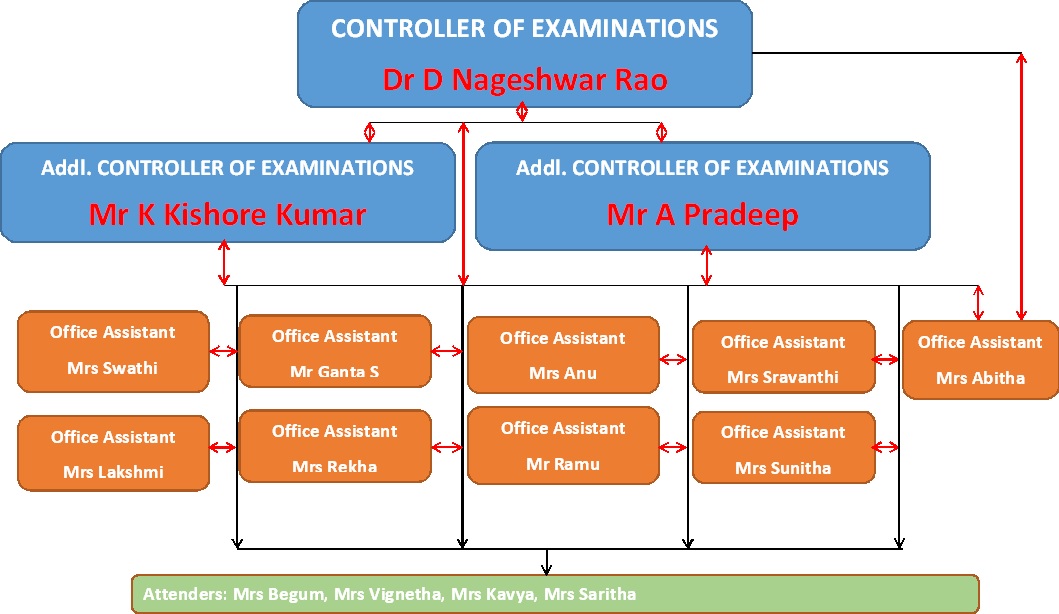 CONTROLLER OF EXAMINATIONS
Dr D Nageshwar Rao
Addl. CONTROLLER OF EXAMINATIONS
Mr K Kishore Kumar
Addl. CONTROLLER OF EXAMINATIONS
Mr A Pradeep
Office Assistant
Mrs Swathi
Office Assistant
Mr Ganta S
Office Assistant
Mrs Anu
Office Assistant
Mrs Sravanthi
Office Assistant
Mrs Abitha
Office Assistant
Mrs Lakshmi
Office Assistant
Mrs Rekha
Office Assistant
Mr Ramu
Office Assistant
Mrs Sunitha
Attenders: Mrs Begum, Mrs Vignetha, Mrs Kavya, Mrs Saritha